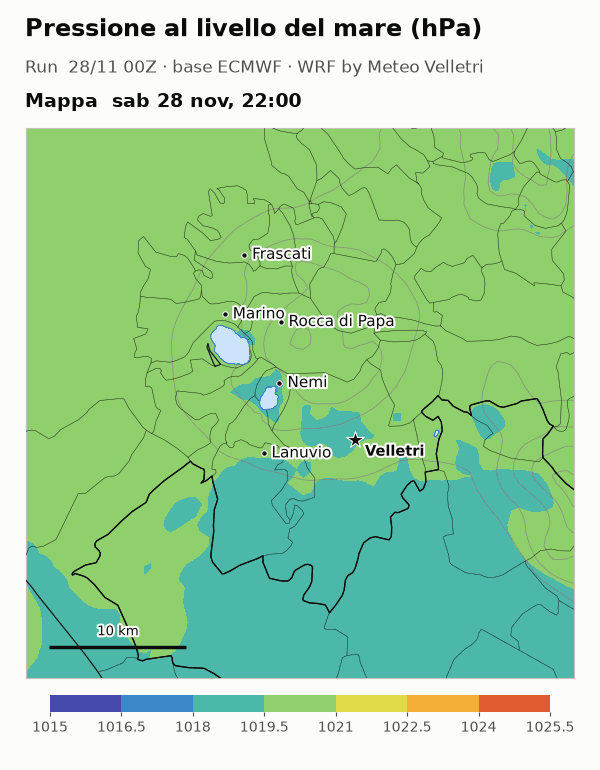 Pressione al livello del mare (hPa)
Run  28/11 00Z · base ECMWF · WRF by Meteo Velletri
Mappa  sab 28 nov, 22:00
Frascati
Marino
Rocca di Papa
Nemi
Velletri
Lanuvio
10 km
1015 1016.5 1018 1019.5 1021 1022.5 1024 1025.5